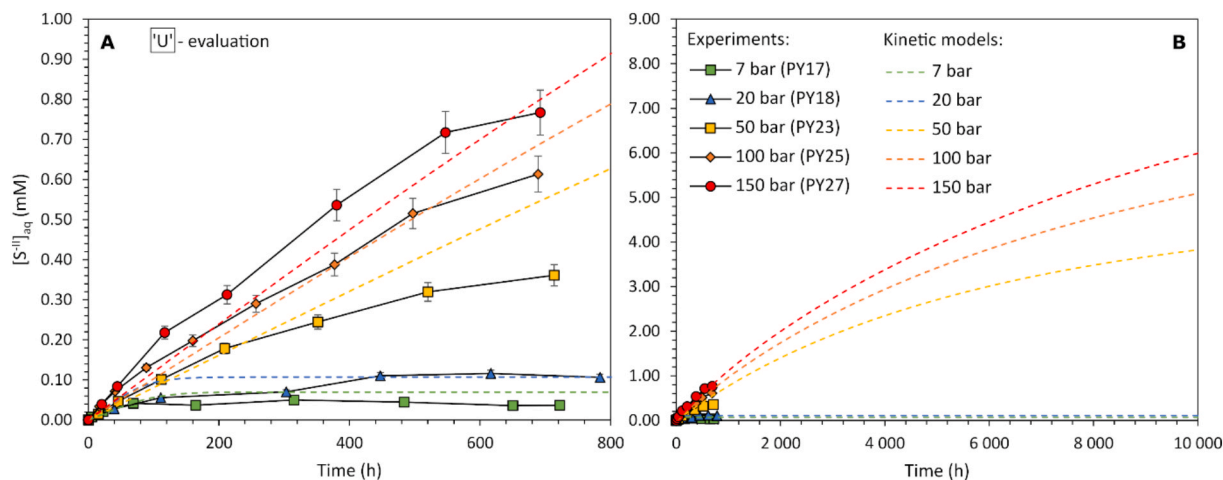 A
'U' - evaluation
[S⁻ᴵᴵ]aq (mM)
1.00
0.90
0.80
0.70
0.60
0.50
0.40
0.30
0.20
0.10
0.00
0
200
400
600
800
Time (h)
B
Experiments:
7 bar (PY17)
20 bar (PY18)
50 bar (PY23)
100 bar (PY25)
150 bar (PY27)
Kinetic models:
7 bar
20 bar
50 bar
100 bar
150 bar
9.00
8.00
7.00
6.00
5.00
4.00
3.00
2.00
1.00
0.00
0
2 000
4 000
6 000
8 000
10 000
Time (h)